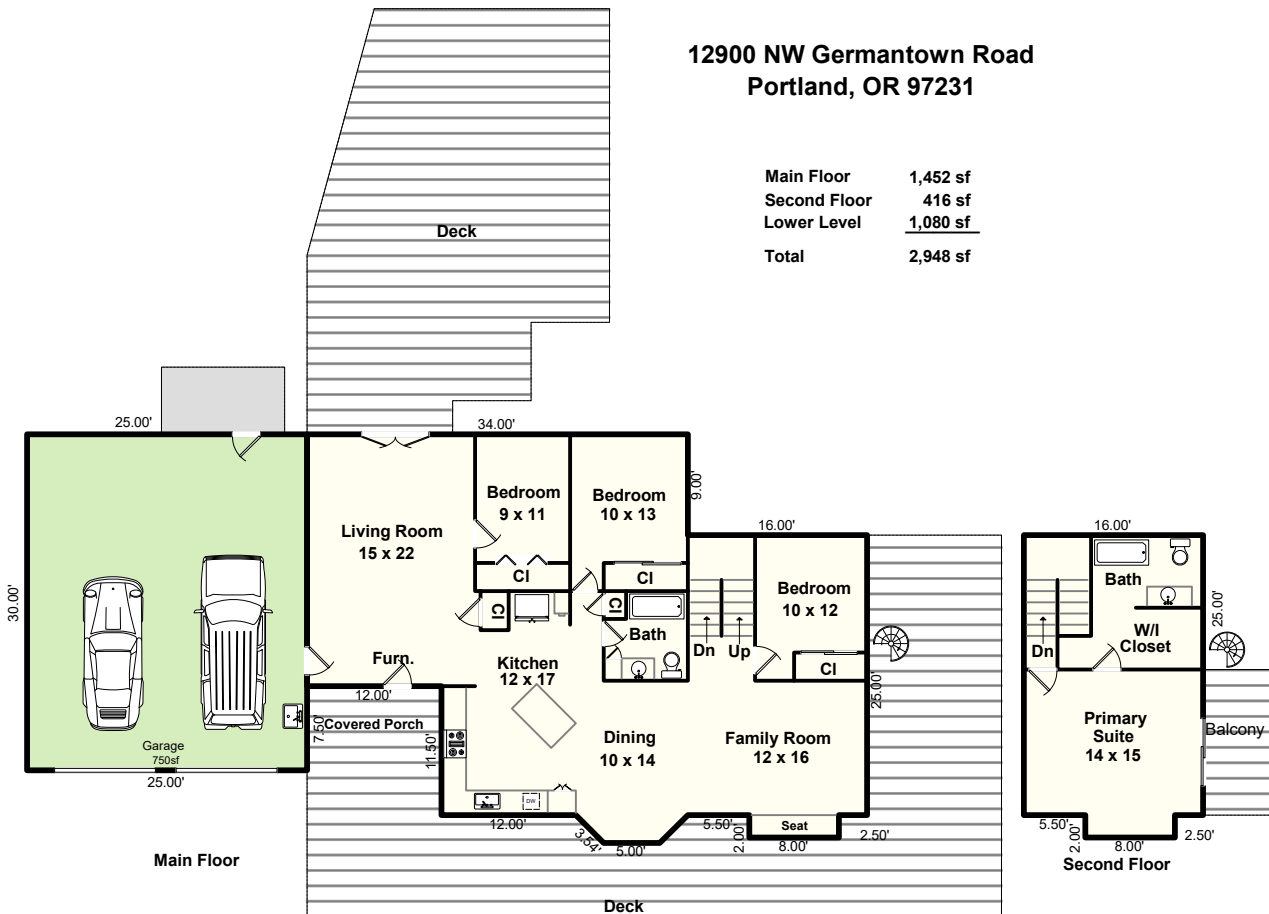 12900 NW Germantown Road
Portland, OR 97231
Main Floor 1,452 sf
Second Floor 416 sf
Lower Level 1,080 sf
Total 2,948 sf
Deck
25.00'
34.00'
9.00'
16.00'
16.00'
30.00'
Living Room
15 x 22
Bedroom
9 x 11
Cl
Bedroom
10 x 13
Cl
Cl
Cl
Bath
Dn
Up
Bedroom
10 x 12
Cl
25.00'
Bath
W/I
Closet
Dn
25.00'
Furn.
Kitchen
12 x 17
12.00'
7.50'
Covered Porch
11.50'
Garage
750sf
25.00'
Dining
10 x 14
Family Room
12 x 16
Primary
Suite
14 x 15
Balcony
DW
12.00'
3.54'
5.00'
5.50'
2.00'
Seat
8.00'
2.50'
5.50'
2.00'
8.00'
2.50'
Main Floor
Second Floor
Deck